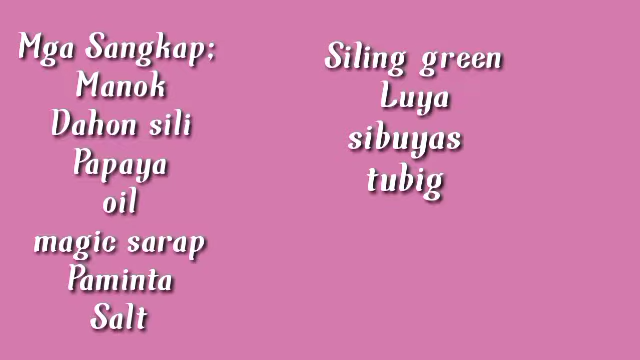 Mga Sangkap;
Manok
Dahon sili
Papaya
oil
magic sarap
Paminta
Salt
Siling green
Luya
sibuyas
tubig